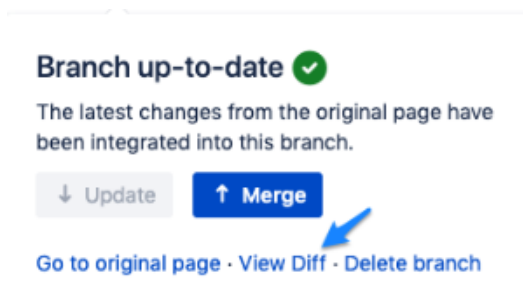 Branch up-to-date
The latest changes from the original page have
been integrated into this branch.
↓ Update ↑ Merge
Go to original page · View Diff · Delete branch